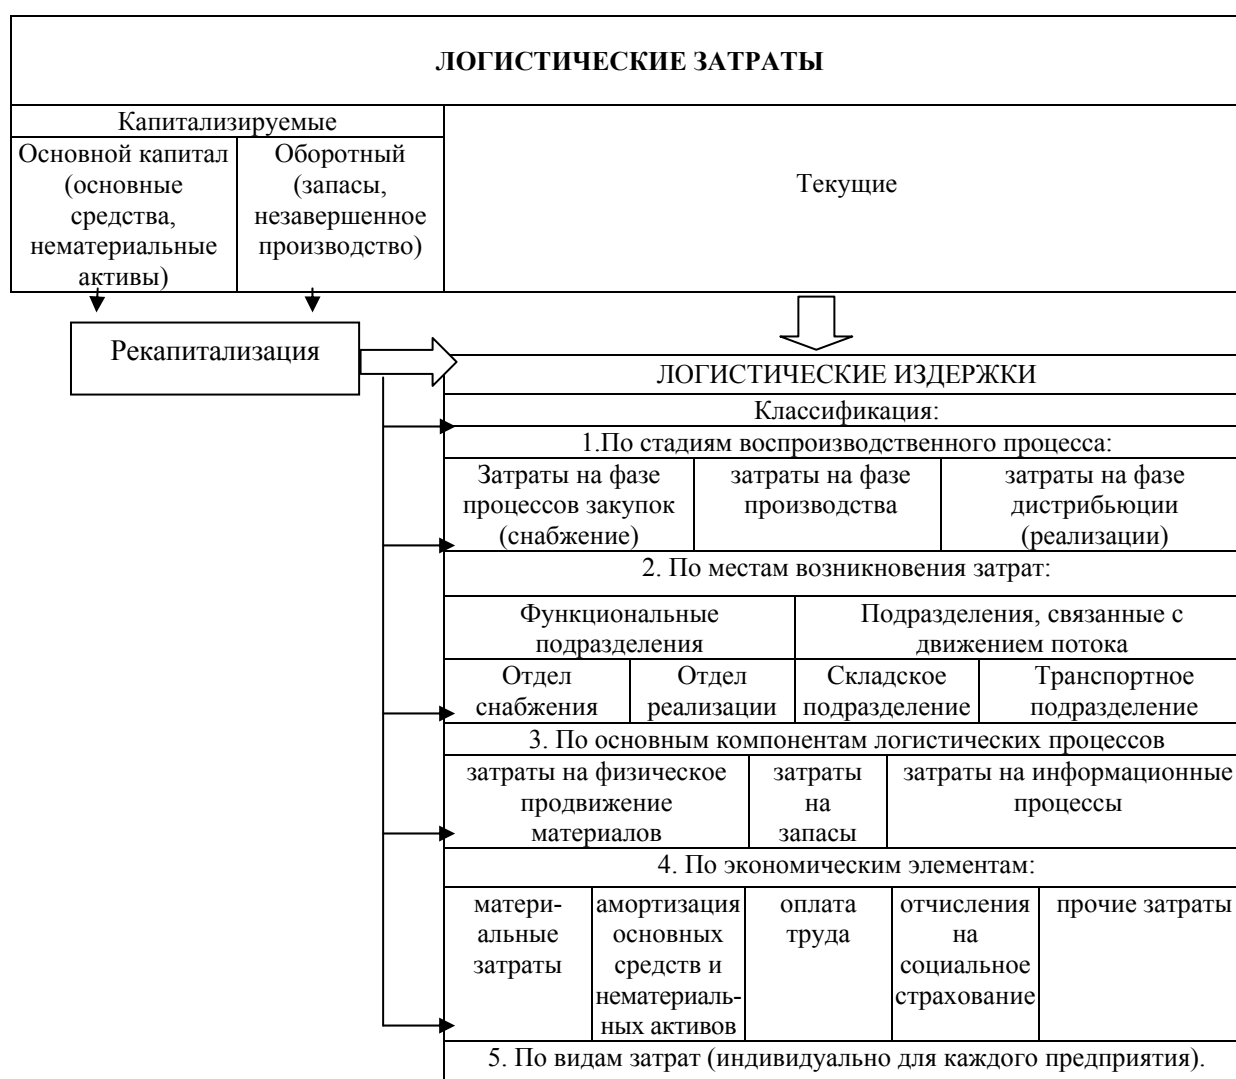 ЛОГИСТИЧЕСКИЕ ЗАТРАТЫ
Капитализируемые
Основной капитал
(основные
средства,
нематериальные
активы)
Оборотный
(запасы,
незавершенное
производство)
Текущие
Рекапитализация
ЛОГИСТИЧЕСКИЕ ИЗДЕРЖКИ
Классификация:
1.По стадиям воспроизводственного процесса:
Затраты на фазе
процессов закупок
(снабжение)
затраты на фазе
производства
затраты на фазе
дистрибьюции
(реализации)
2. По местам возникновения затрат:
Функциональные
подразделения
Подразделения, связанные с
движением потока
Отдел
снабжения
Отдел
реализации
Складское
подразделение
Транспортное
подразделение
3. По основным компонентам логистических процессов
затраты на физическое
продвижение
материалов
затраты
на
запасы
затраты на информационные
процессы
4. По экономическим элементам:
матери-
альные
затраты
амортизация
основных
средств и
нематериаль-
ных активов
оплата
труда
отчисления
на
социальное
страхование
прочие затраты
5. По видам затрат (индивидуально для каждого предприятия).